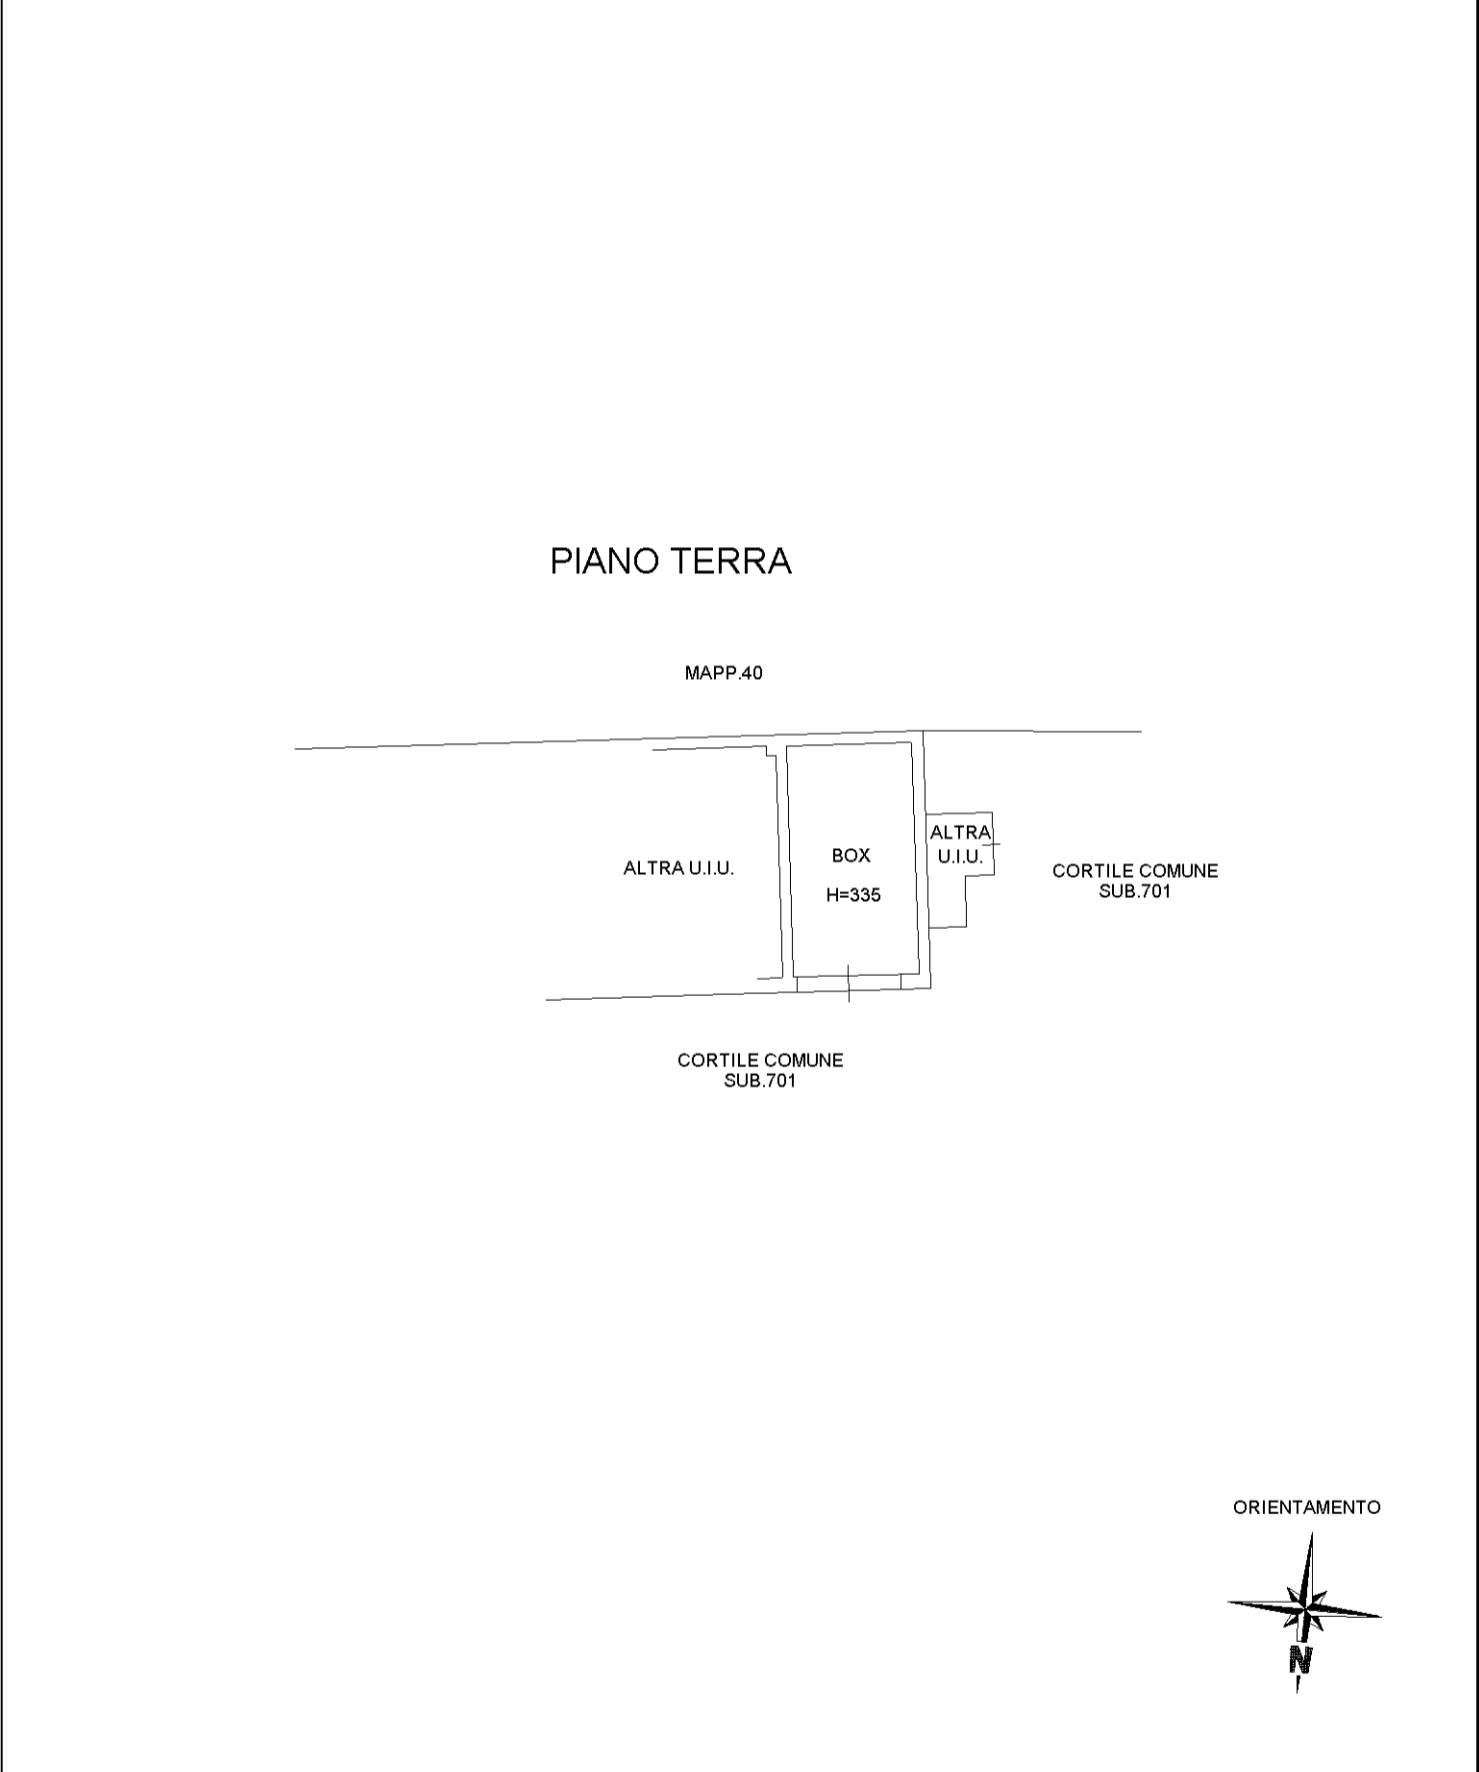 PIANO TERRA
MAPP.40
ALTRA U.I.U.
BOX
H=335
ALTRA
U.I.U.
CORTILE COMUNE
SUB.701
CORTILE COMUNE
SUB.701
ORIENTAMENTO
N